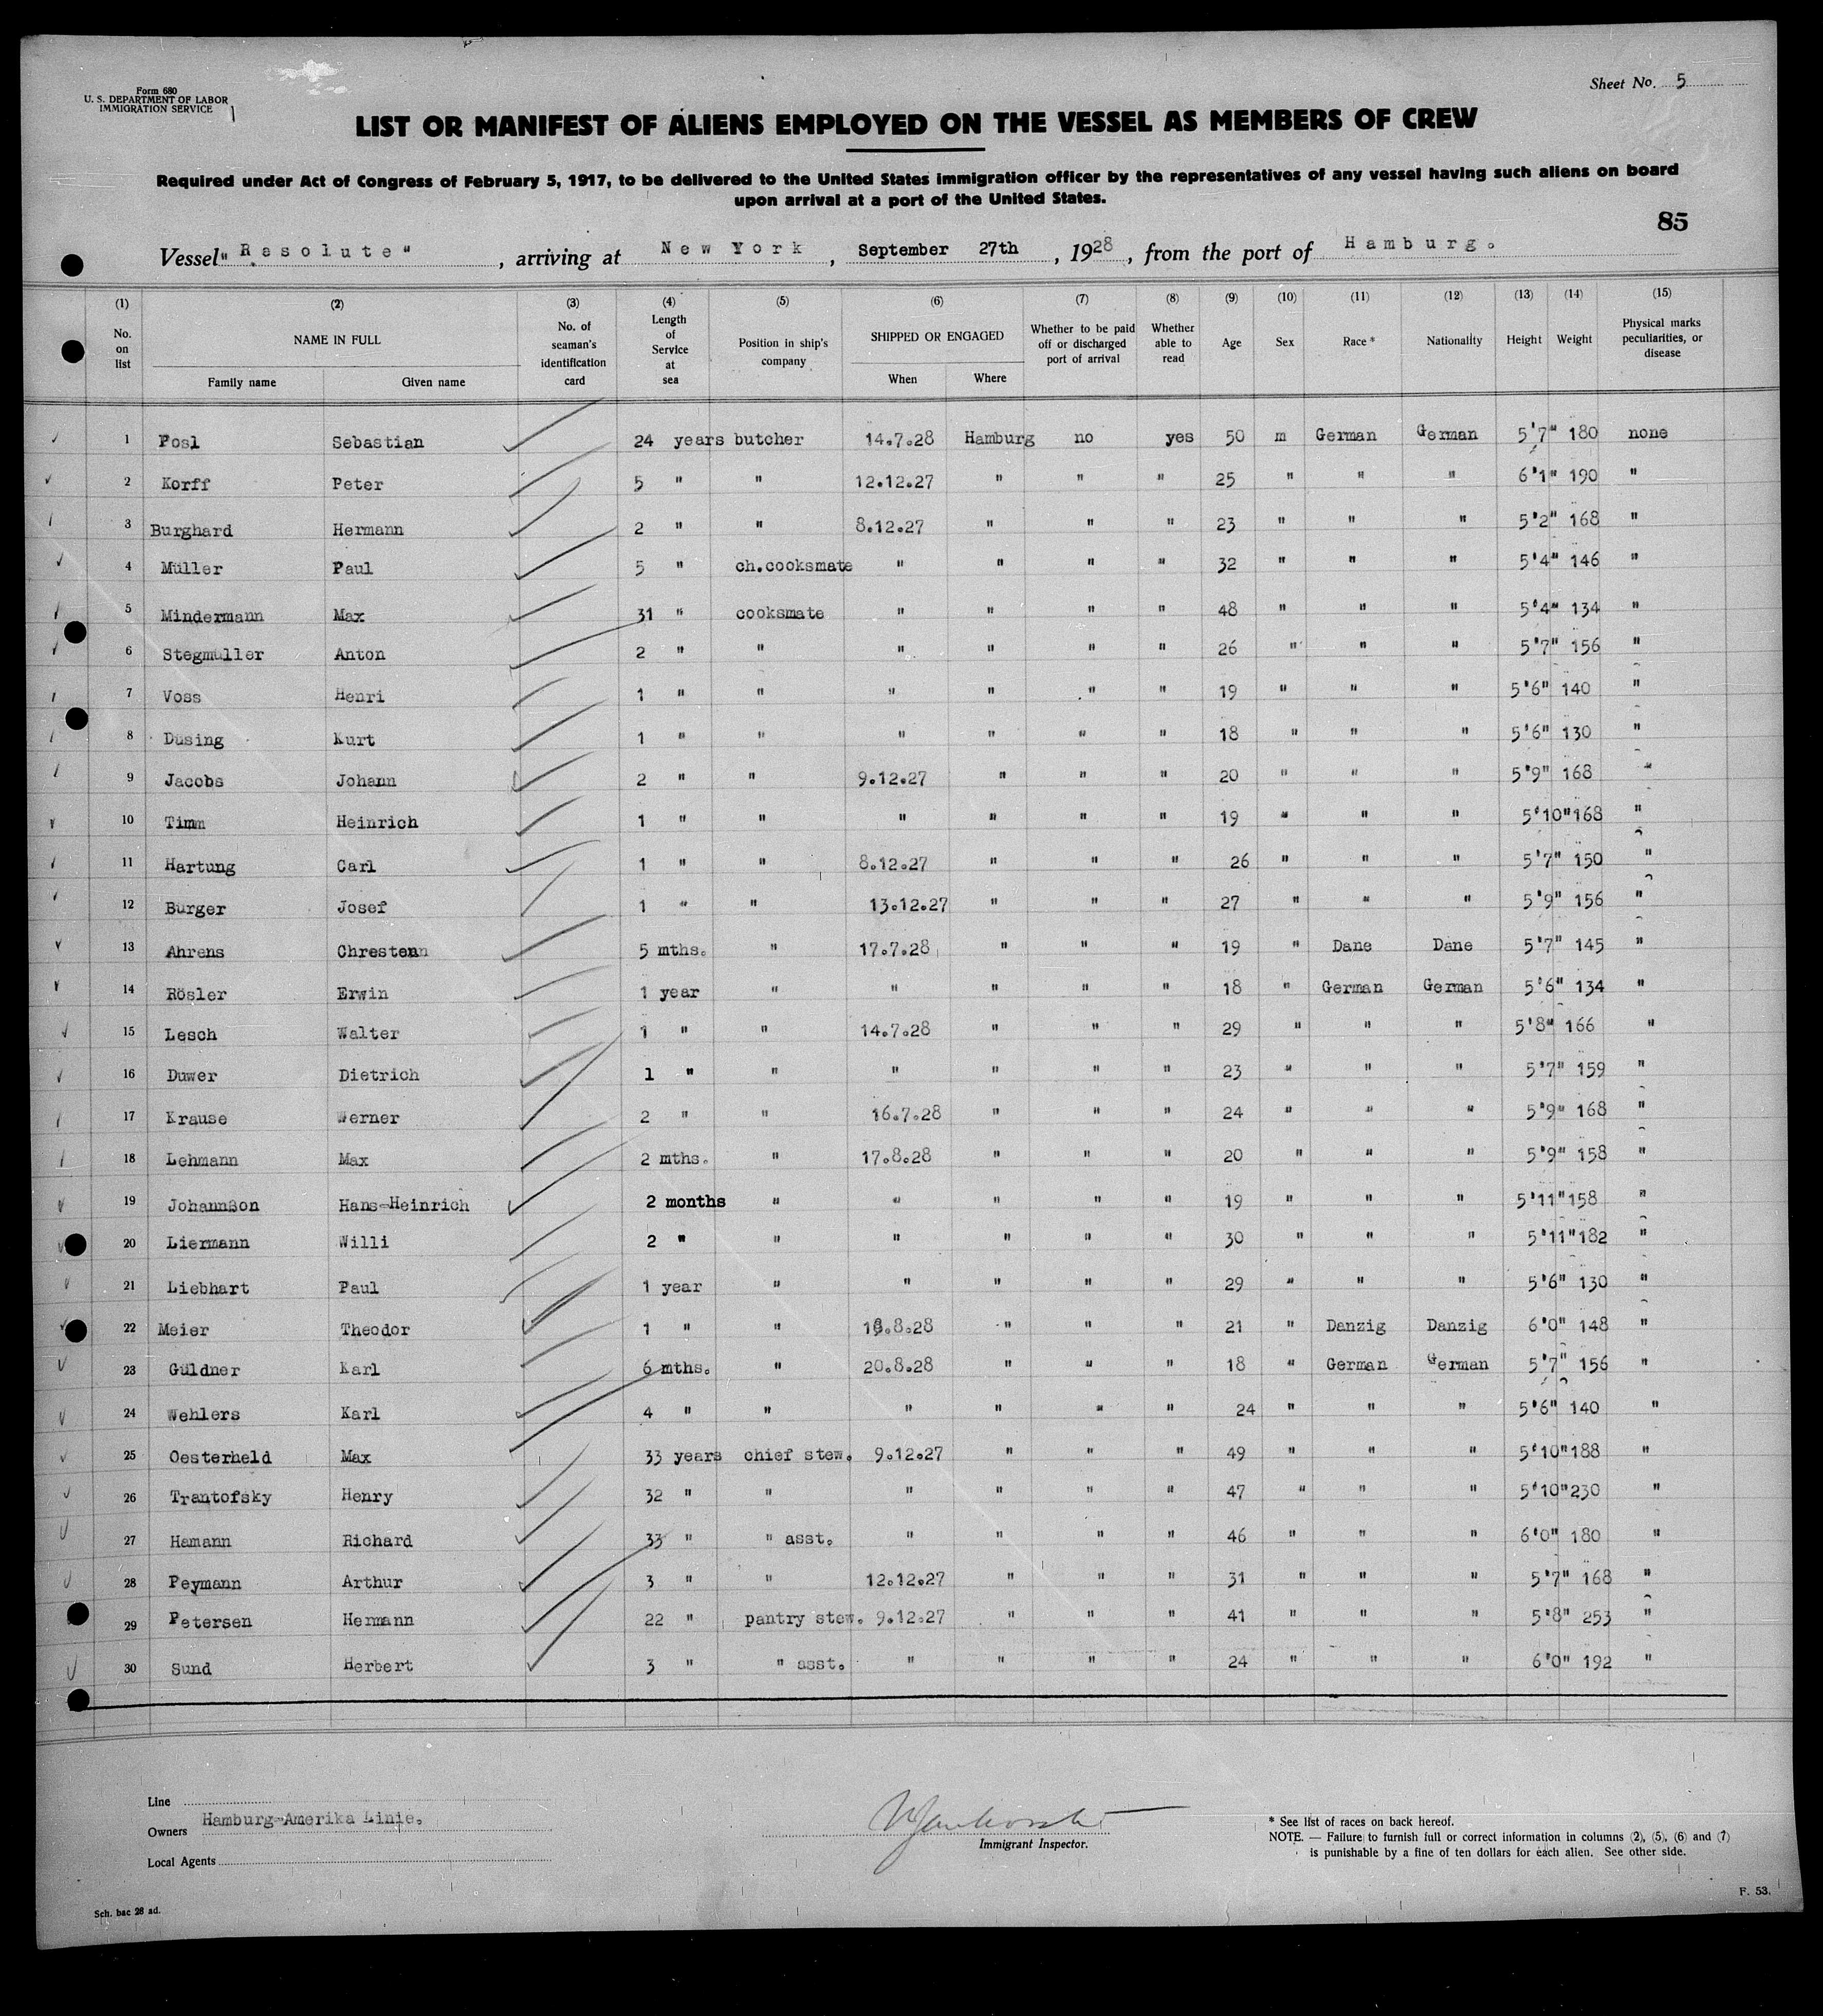 Form 680
U. S. DEPARTMENT OF LABOR
IMMIGRATION SERVICE
Sheet No. 5
LIST OR MANIFEST OF ALIENS EMPLOYED ON THE VESSEL AS MEMBERS OF CREW
Required under Act of Congress of February 5, 1917, to be delivered to the United States immigration officer by the representatives of any vessel having such aliens on board
upon arrival at a port of the United States.
85
Vessel "Resolute", arriving at New York, September 27th, 1928, from the port of Hamburg.
(1) (2) (3) (4) (5) (6) (7) (8) (9) (10) (11) (12) (13) (14) (15)
No. on list NAME IN FULL Family name Given name No. of seaman's identification card Length of Service at sea Position in ship's company SHIPPED OR ENGAGED When Where Whether to be paid off or discharged port of arrival Whether able to read Age Sex Race * Nationality Height Weight Physical marks peculiarities, or disease
1 Posl Sebastian 24 years butcher 14.7.28 Hamburg no yes 50 m German German 5'7" 180 none
2 Korff Peter 5 " " 12.12.27 " " " 25 " " " 6'1" 190 "
3 Burghard Hermann 2 " " 8.12.27 " " " 23 " " " 5'2" 168 "
4 Müller Paul 5 " ch.cooksmate " " " " 32 " " " 5'4" 146 "
5 Mindermann Max 31 " cooksmate " " " " 48 " " " 5'4" 134 "
6 Stegmüller Anton 2 " " " " " " 26 " " " 5'7" 156 "
7 Voss Henri 1 " " " " " " 19 " " " 5'6" 140 "
8 Düsing Kurt 1 " " " " " " 18 " " " 5'6" 130 "
9 Jacobs Johann 2 " " 9.12.27 " " " 20 " " " 5'9" 168 "
10 Timm Heinrich 1 " " " " " " 19 " " " 5'10" 168 "
11 Hartung Carl 1 " " 8.12.27 " " " 26 " " " 5'7" 150 "
12 Bürger Josef 1 " " 13.12.27 " " " 27 " " " 5'9" 156 "
13 Ahrens Chrestenn 5 mths. " 17.7.28 " " " 19 " Dane Dane 5'7" 145 "
14 Rösler Erwin 1 year " " " " " 18 " German German 5'6" 134 "
15 Lesch Walter 1 " " 14.7.28 " " " 29 " " " 5'8" 166 "
16 Duwer Dietrich 1 " " " " " " 23 " " " 5'7" 159 "
17 Krause Werner 2 " " 16.7.28 " " " 24 " " " 5'9" 168 "
18 Lehmann Max 2 mths. " 17.8.28 " " " 20 " " " 5'9" 158 "
19 Johannßon Hans-Heinrich 2 months " " " " " 19 " " " 5'11" 158 "
20 Liermann Willi 2 " " " " " " 30 " " " 5'11" 182 "
21 Liebhart Paul 1 year " " " " " 29 " " " 5'6" 130 "
22 Meier Theodor 1 " " .8.28 " " " 21 " Danzig Danzig 6'0" 148 "
23 Güldner Karl 6 mths. " 20.8.28 " " " 18 " German German 5'7" 156 "
24 Wehlers Karl 4 " " " " " " 24 " " " 5'6" 140 "
25 Oesterheld Max 33 years chief stew. 9.12.27 " " " 49 " " " 5'10" 188 "
26 Trantofsky Henry 32 " " " " " " 47 " " " 5'10" 230 "
27 Hamann Richard 33 " " asst. " " " " 46 " " " 6'0" 180 "
28 Peymann Arthur 3 " " 12.12.27 " " " 31 " " " 5'7" 168 "
29 Petersen Hermann 22 " pantry stew. 9.12.27 " " " 41 " " " 5'8" 253 "
30 Sund Herbert 3 " " asst. " " " " 24 " " " 6'0" 192 "
Line
Owners Hamburg-Amerika Linie.
Local Agents
Immigrant Inspector.
* See list of races on back hereof.
NOTE. — Failure to furnish full or correct information in columns (2), (5), (6) and (7)
is punishable by a fine of ten dollars for each alien. See other side.
Sch. bac 28 ad.
F. 53.